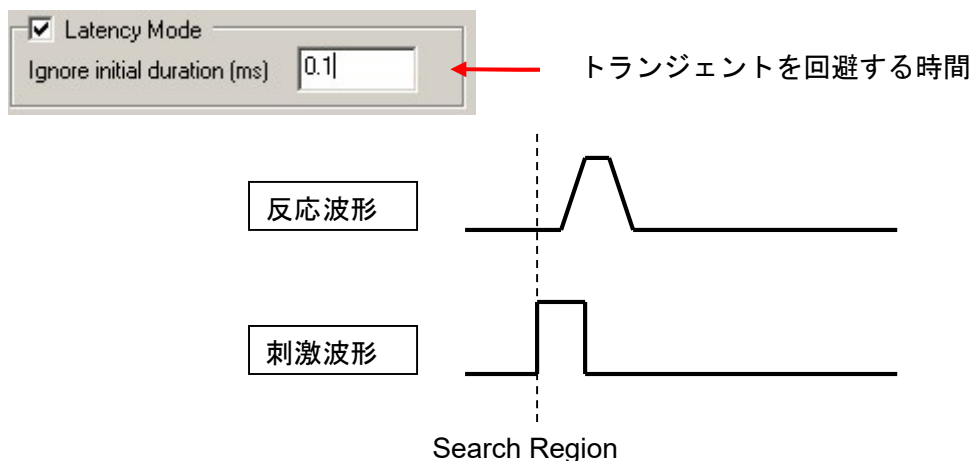 Latency Mode
Ignore initial duration (ms) 0.1
トランジェントを回避する時間
反応波形
刺激波形
Search Region